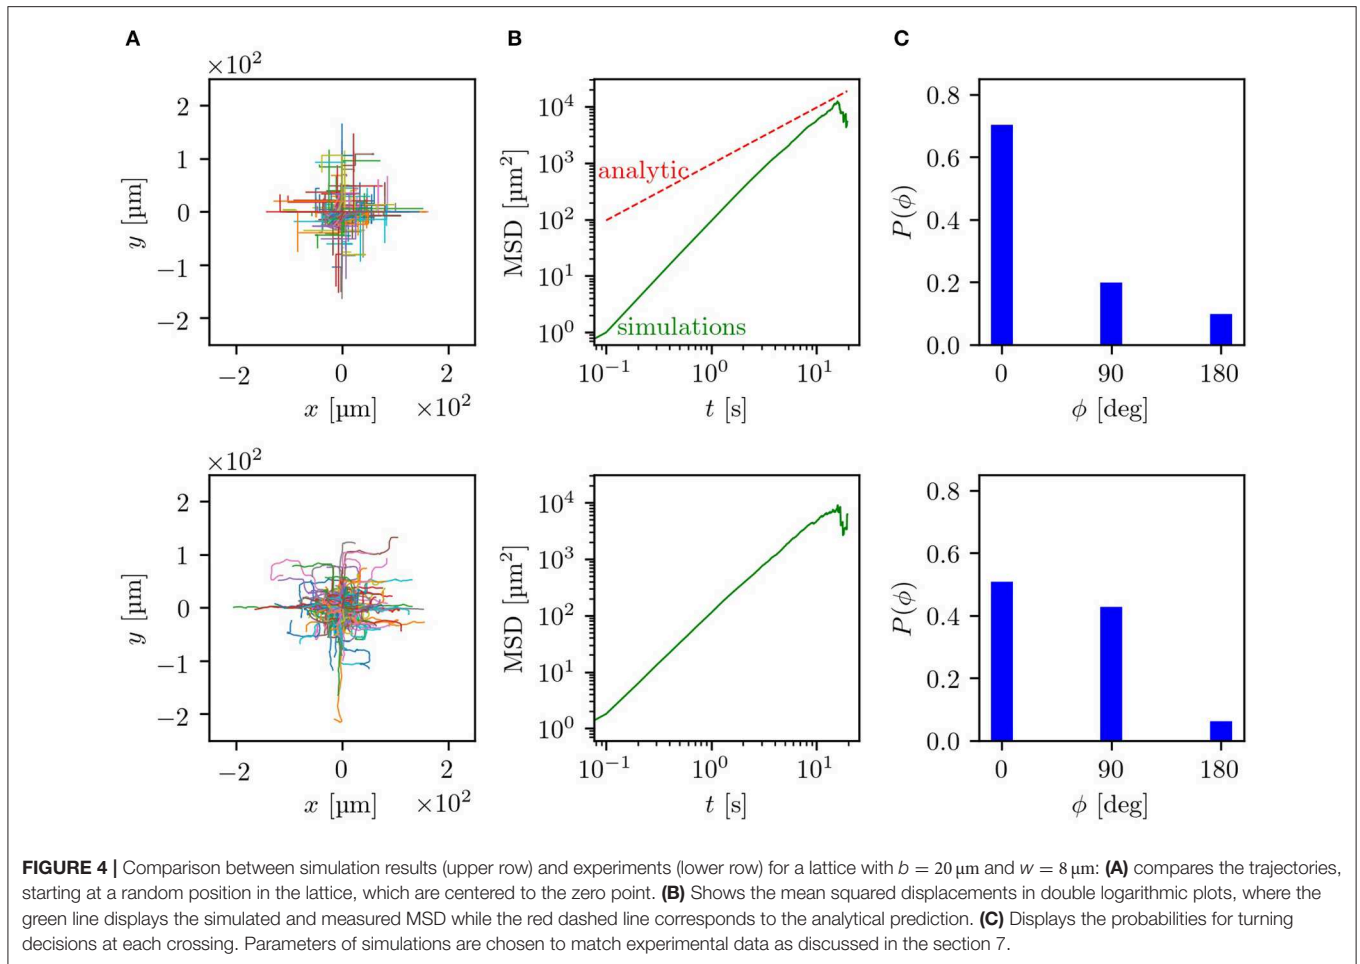 A
B
C
×10²
2
1
0
−1
−2
y [µm]
−2
0
2
x [µm]
×10²
10⁴
10³
10²
10¹
10⁰
MSD [µm²]
analytic
simulations
10⁻¹
10⁰
10¹
t [s]
0.8
0.6
0.4
0.2
0.0
P(ϕ)
0
90
180
ϕ [deg]
×10²
2
1
0
−1
−2
y [µm]
−2
0
2
x [µm]
×10²
10⁴
10³
10²
10¹
10⁰
MSD [µm²]
10⁻¹
10⁰
10¹
t [s]
0.8
0.6
0.4
0.2
0.0
P(ϕ)
0
90
180
ϕ [deg]
FIGURE 4 | Comparison between simulation results (upper row) and experiments (lower row) for a lattice with b = 20 µm and w = 8 µm: (A) compares the trajectories,
starting at a random position in the lattice, which are centered to the zero point. (B) Shows the mean squared displacements in double logarithmic plots, where the
green line displays the simulated and measured MSD while the red dashed line corresponds to the analytical prediction. (C) Displays the probabilities for turning
decisions at each crossing. Parameters of simulations are chosen to match experimental data as discussed in the section 7.